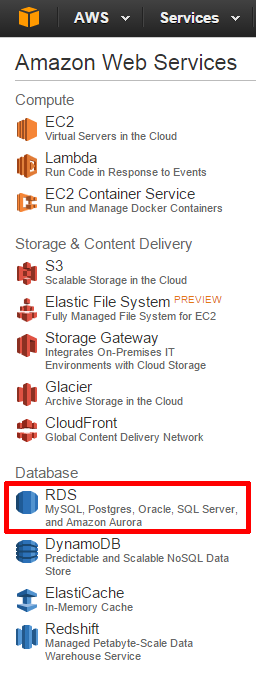 AWS Services
Amazon Web Services
Compute
EC2
Virtual Servers in the Cloud
Lambda
Run Code in Response to Events
EC2 Container Service
Run and Manage Docker Containers
Storage & Content Delivery
S3
Scalable Storage in the Cloud
Elastic File System PREVIEW
Fully Managed File System for EC2
Storage Gateway
Integrates On-Premises IT
Environments with Cloud Storage
Glacier
Archive Storage in the Cloud
CloudFront
Global Content Delivery Network
Database
RDS
MySQL, Postgres, Oracle, SQL Server,
and Amazon Aurora
DynamoDB
Predictable and Scalable NoSQL Data
Store
ElastiCache
In-Memory Cache
Redshift
Managed Petabyte-Scale Data
Warehouse Service